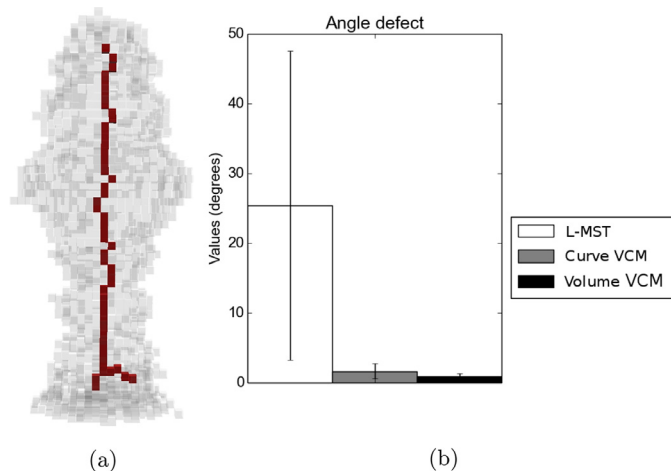 Angle defect
50
40
30
20
10
0
Values (degrees)
L-MST
Curve VCM
Volume VCM
(a)
(b)